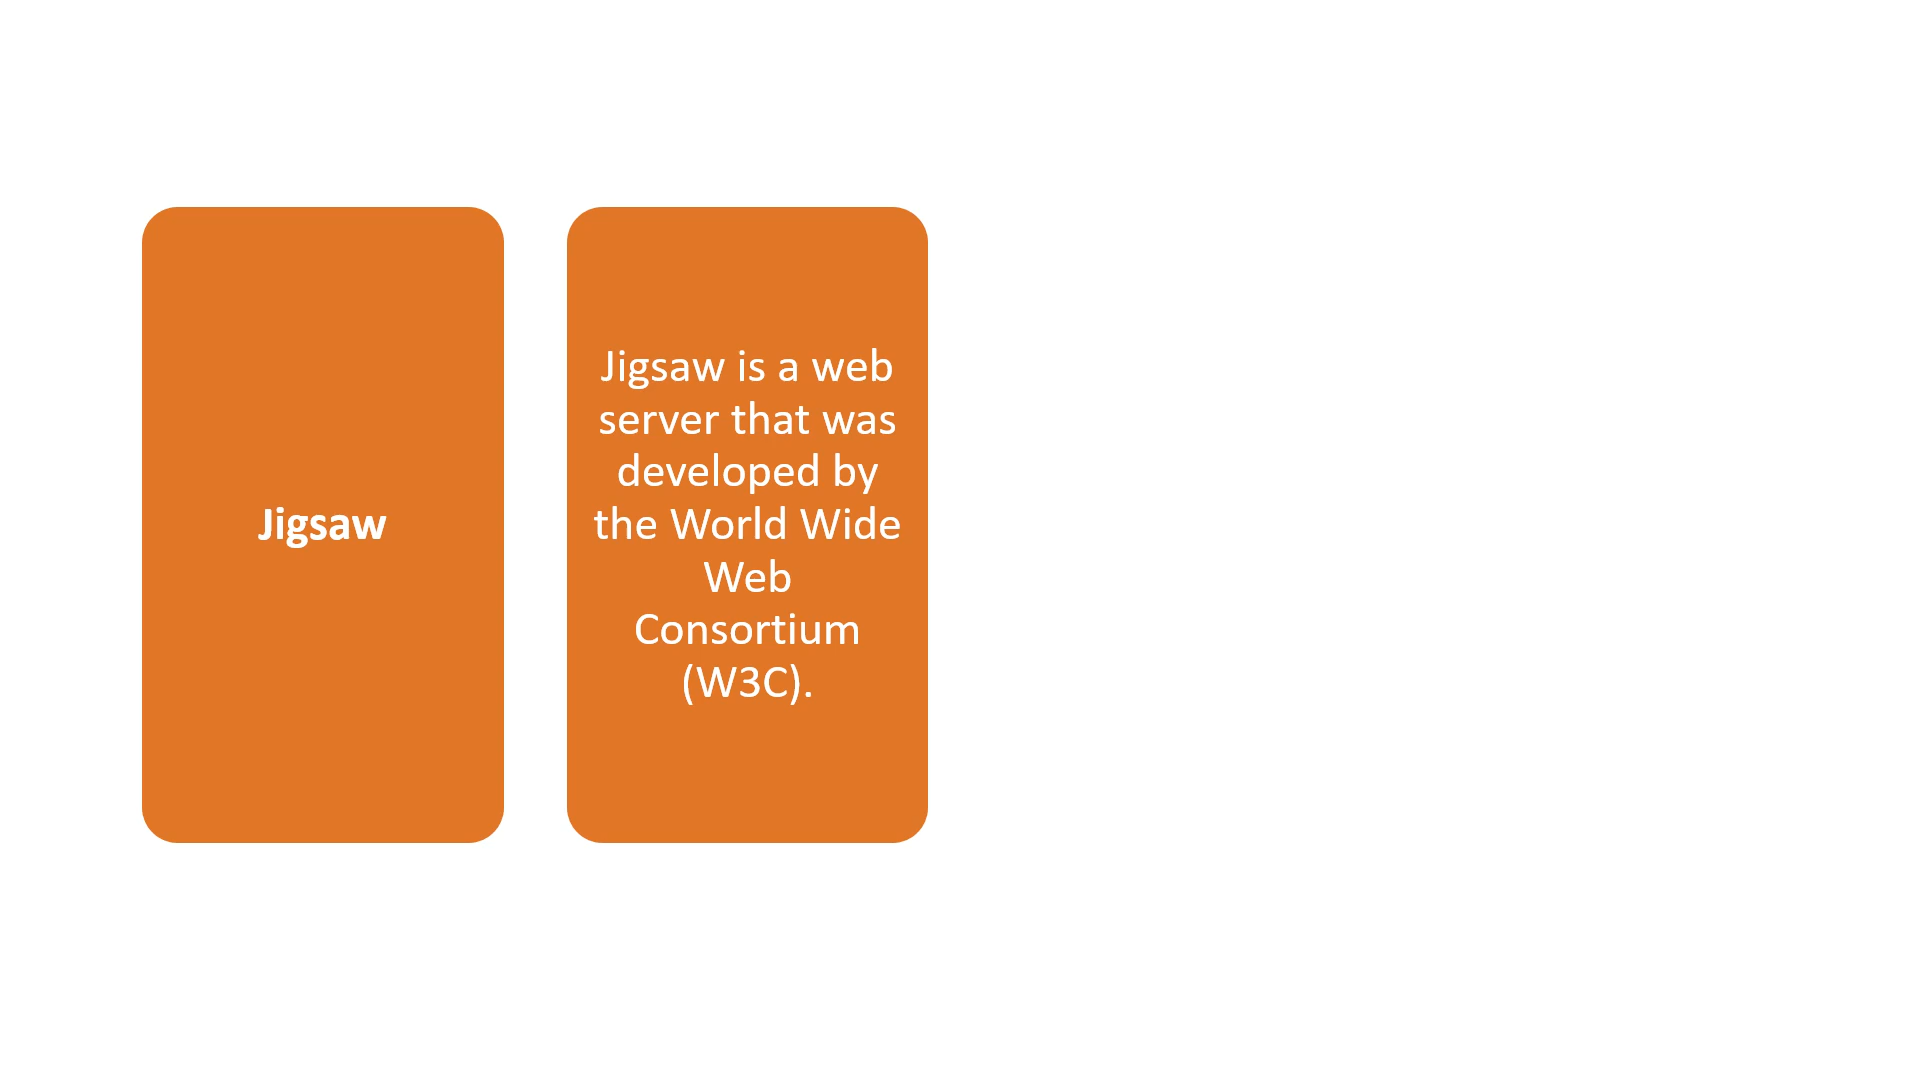 Jigsaw
Jigsaw is a web
server that was
developed by
the World Wide
Web
Consortium
(W3C).